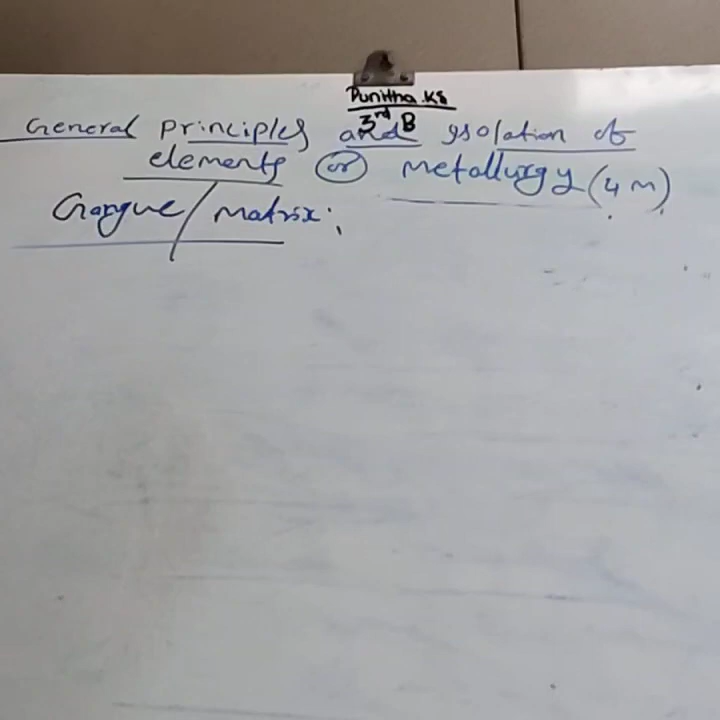 Punitha.KS
3rd B
General principles and isolation of
elements or metallurgy (4 m)
Gangue/matrix: